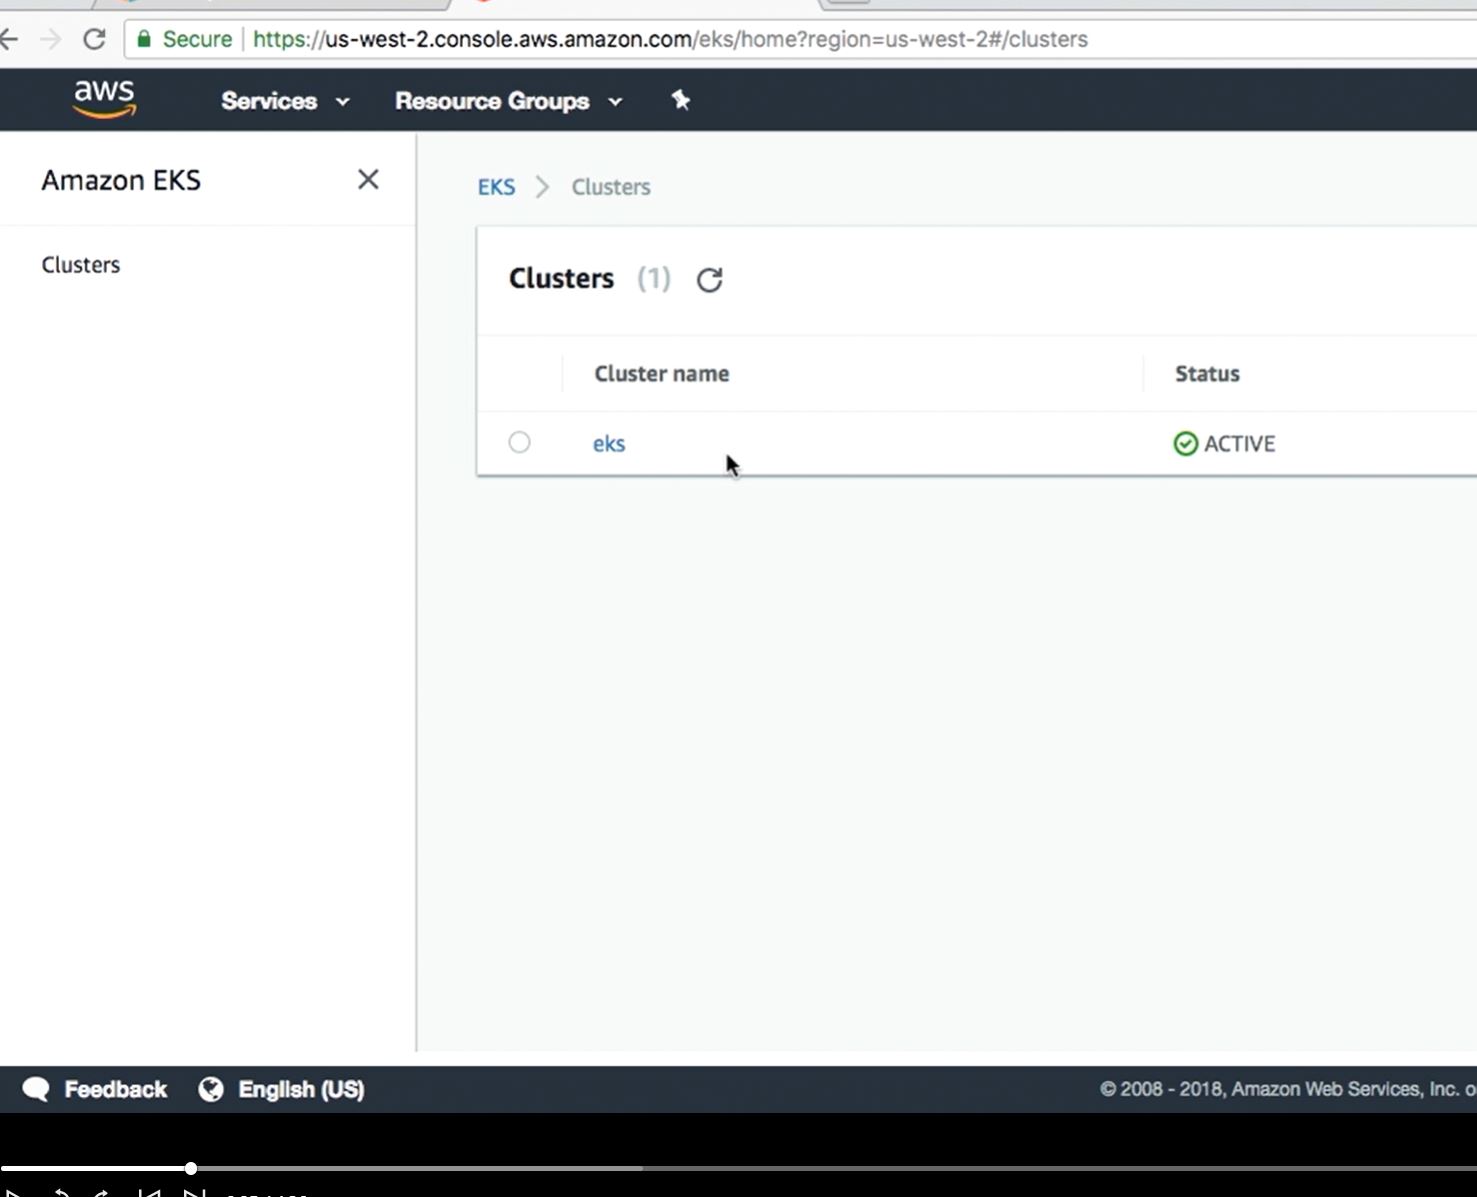 Secure https://us-west-2.console.aws.amazon.com/eks/home?region=us-west-2#/clusters
aws Services Resource Groups
Amazon EKS
Clusters
EKS Clusters
Clusters (1)
Cluster name Status
eks ACTIVE
Feedback English (US)
© 2008 - 2018, Amazon Web Services, Inc. o